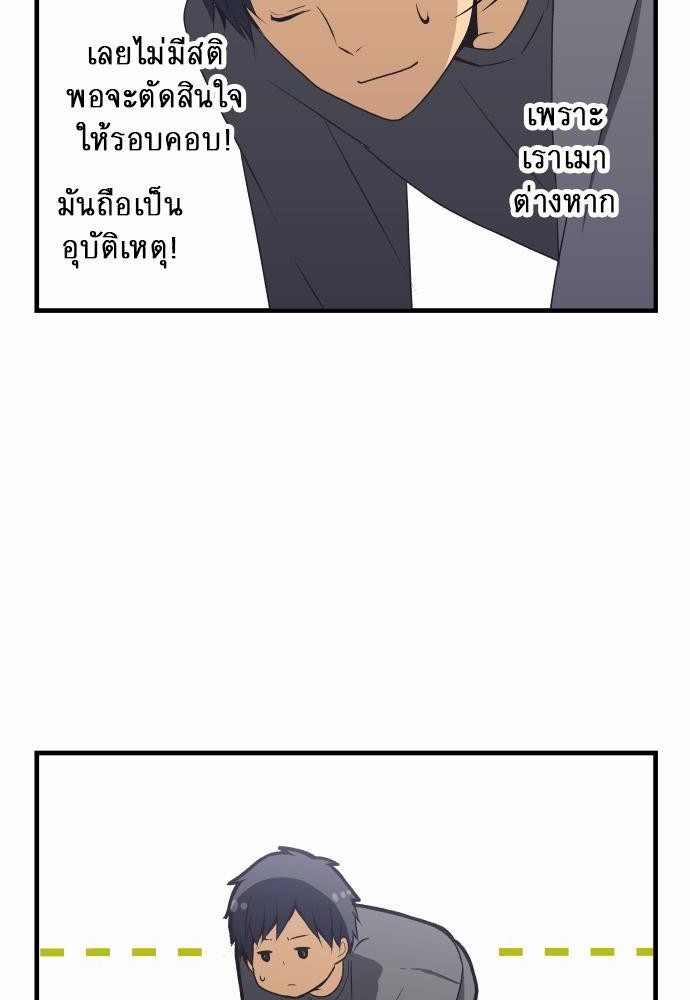 เพราะ
เราเมา
ต่างหาก
เลยไม่มีสติ
พอจะตัดสินใจ
ให้รอบคอบ!
มันถือเป็น
อุบัติเหตุ!